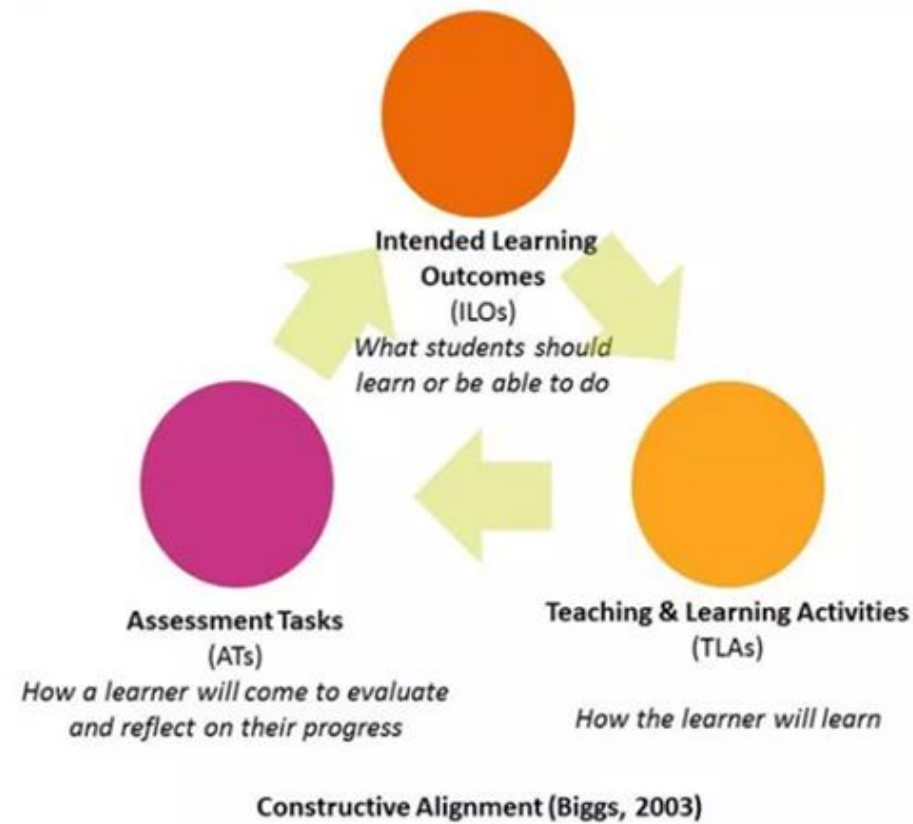 Intended Learning
Outcomes
(ILOs)
What students should
learn or be able to do
Assessment Tasks
(ATs)
How a learner will come to evaluate
and reflect on their progress
Teaching & Learning Activities
(TLAs)
How the learner will learn
Constructive Alignment (Biggs, 2003)